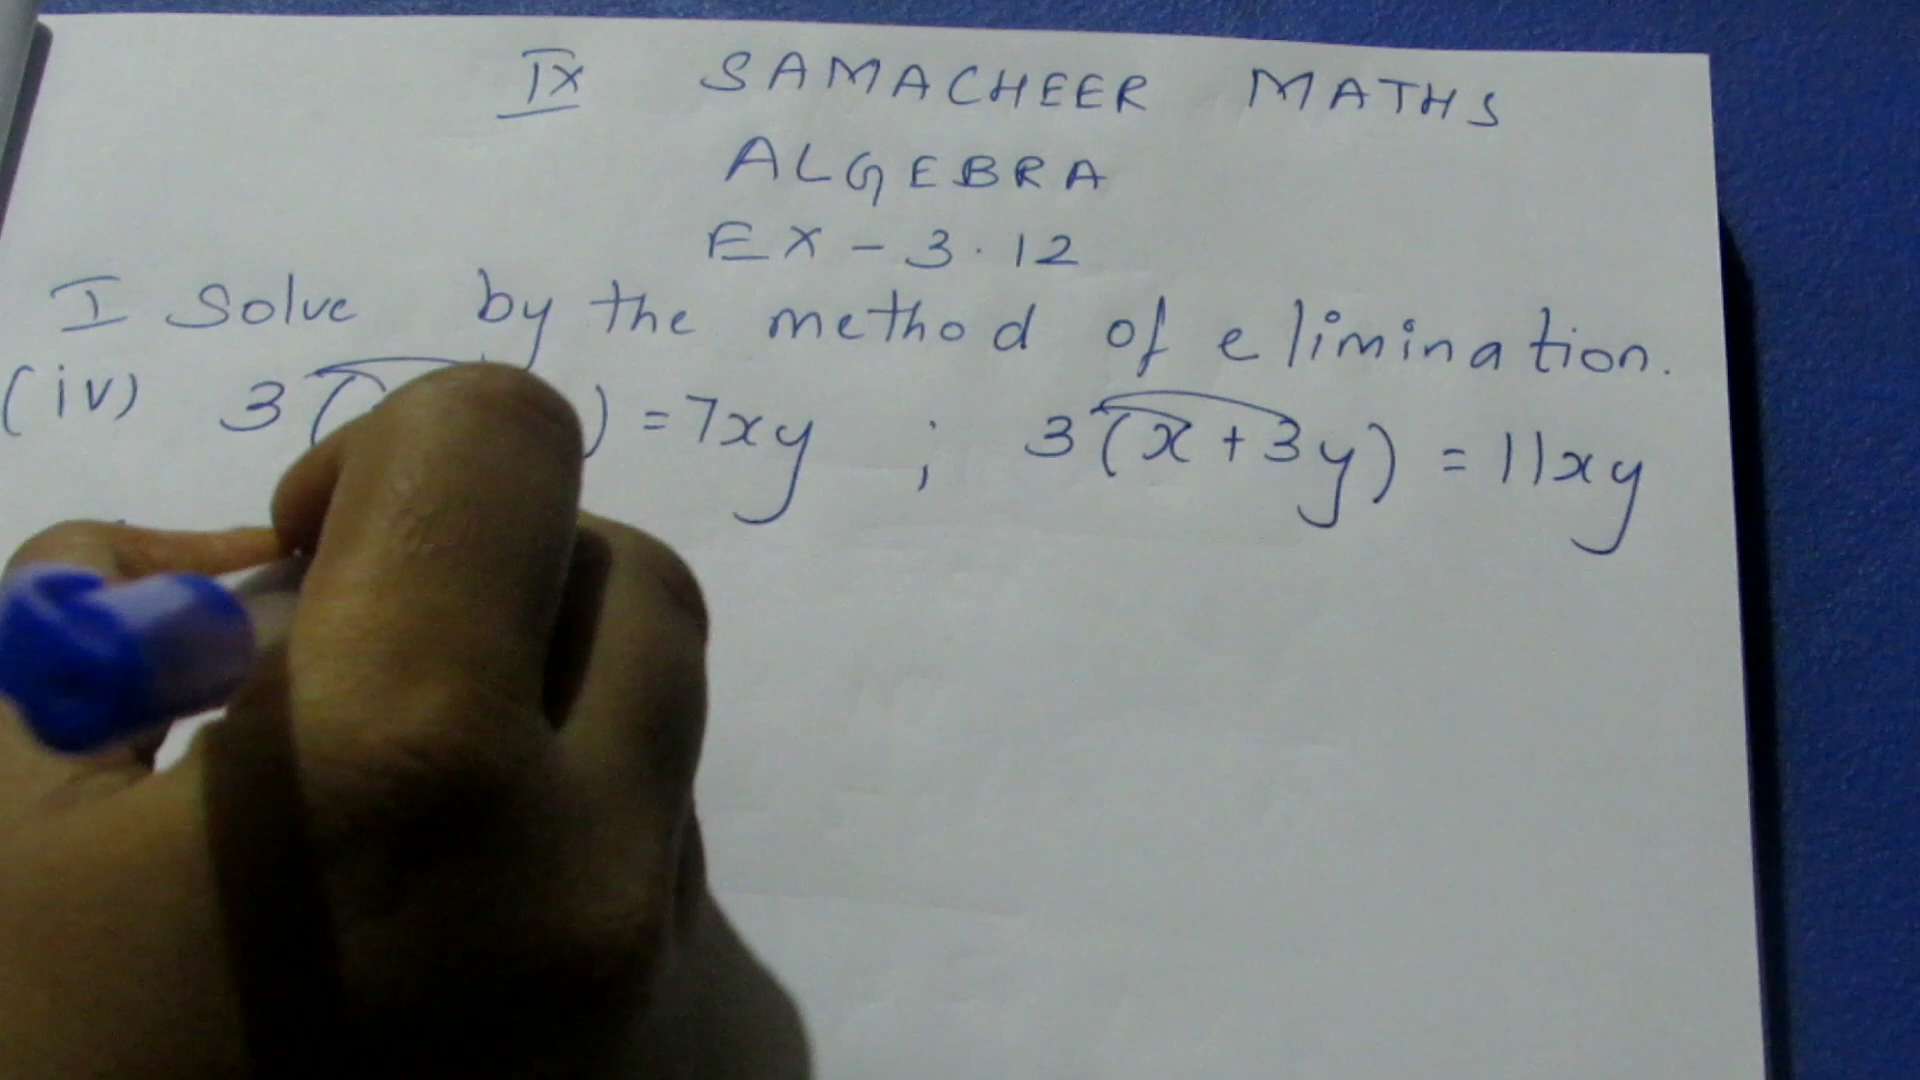 IX SAMACHEER MATHS
ALGEBRA
EX - 3.12
I Solve by the method of elimination.
(iv) 3( ) = 7xy ; 3(x + 3y) = 11xy